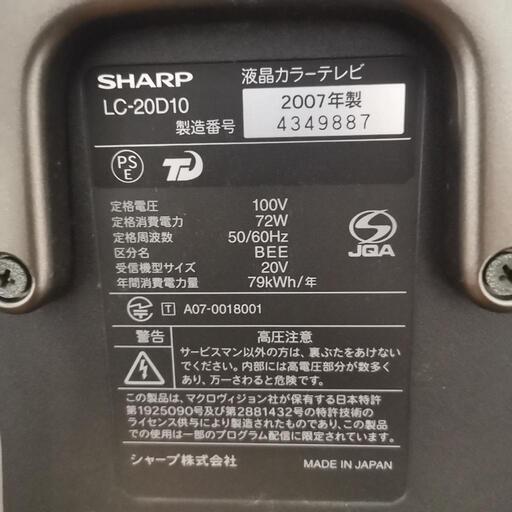 SHARP 液晶カラーテレビ
LC-20D10 2007年製
製造番号 4349887
PS E TD
定格電圧 100V
定格消費電力 72W
定格周波数 50/60Hz
区分名 BEE
受信機型サイズ 20V
年間消費電力量 79kWh/年
JQA
T A07-0018001
警告 高圧注意
サービスマン以外の方は、裏ぶたをあけない
でください。内部には高電圧部分が数多く
あり、万一さわると危険です。
この製品は、マクロヴィジョン社が保有する日本特許
第1925090号及び第2881432号の特許技術の
ライセンス供与により製造されており、この製品
での使用は一部のプログラム配信に限定されます。
シャープ株式会社 MADE IN JAPAN